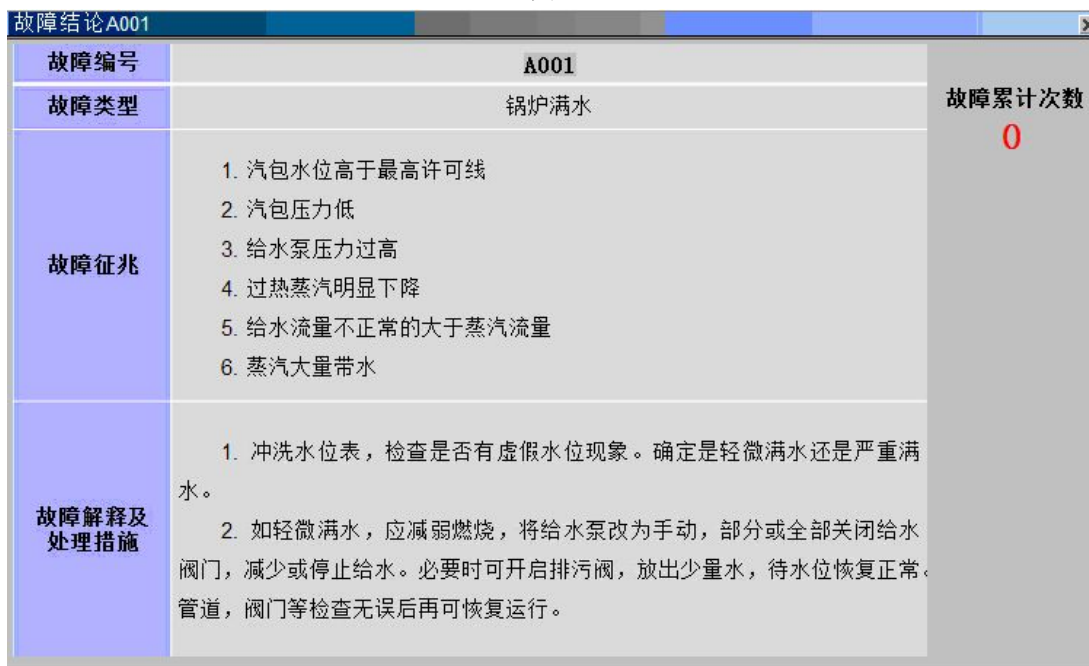 故障结论A001
故障编号
A001
故障类型
锅炉满水
故障累计次数
0
故障征兆
1. 汽包水位高于最高许可线
2. 汽包压力低
3. 给水泵压力过高
4. 过热蒸汽明显下降
5. 给水流量不正常的大于蒸汽流量
6. 蒸汽大量带水
故障解释及
处理措施
1. 冲洗水位表，检查是否有虚假水位现象。确定是轻微满水还是严重满
水。
2. 如轻微满水，应减弱燃烧，将给水泵改为手动，部分或全部关闭给水
阀门，减少或停止给水。必要时可开启排污阀，放出少量水，待水位恢复正常。
管道，阀门等检查无误后再可恢复运行。